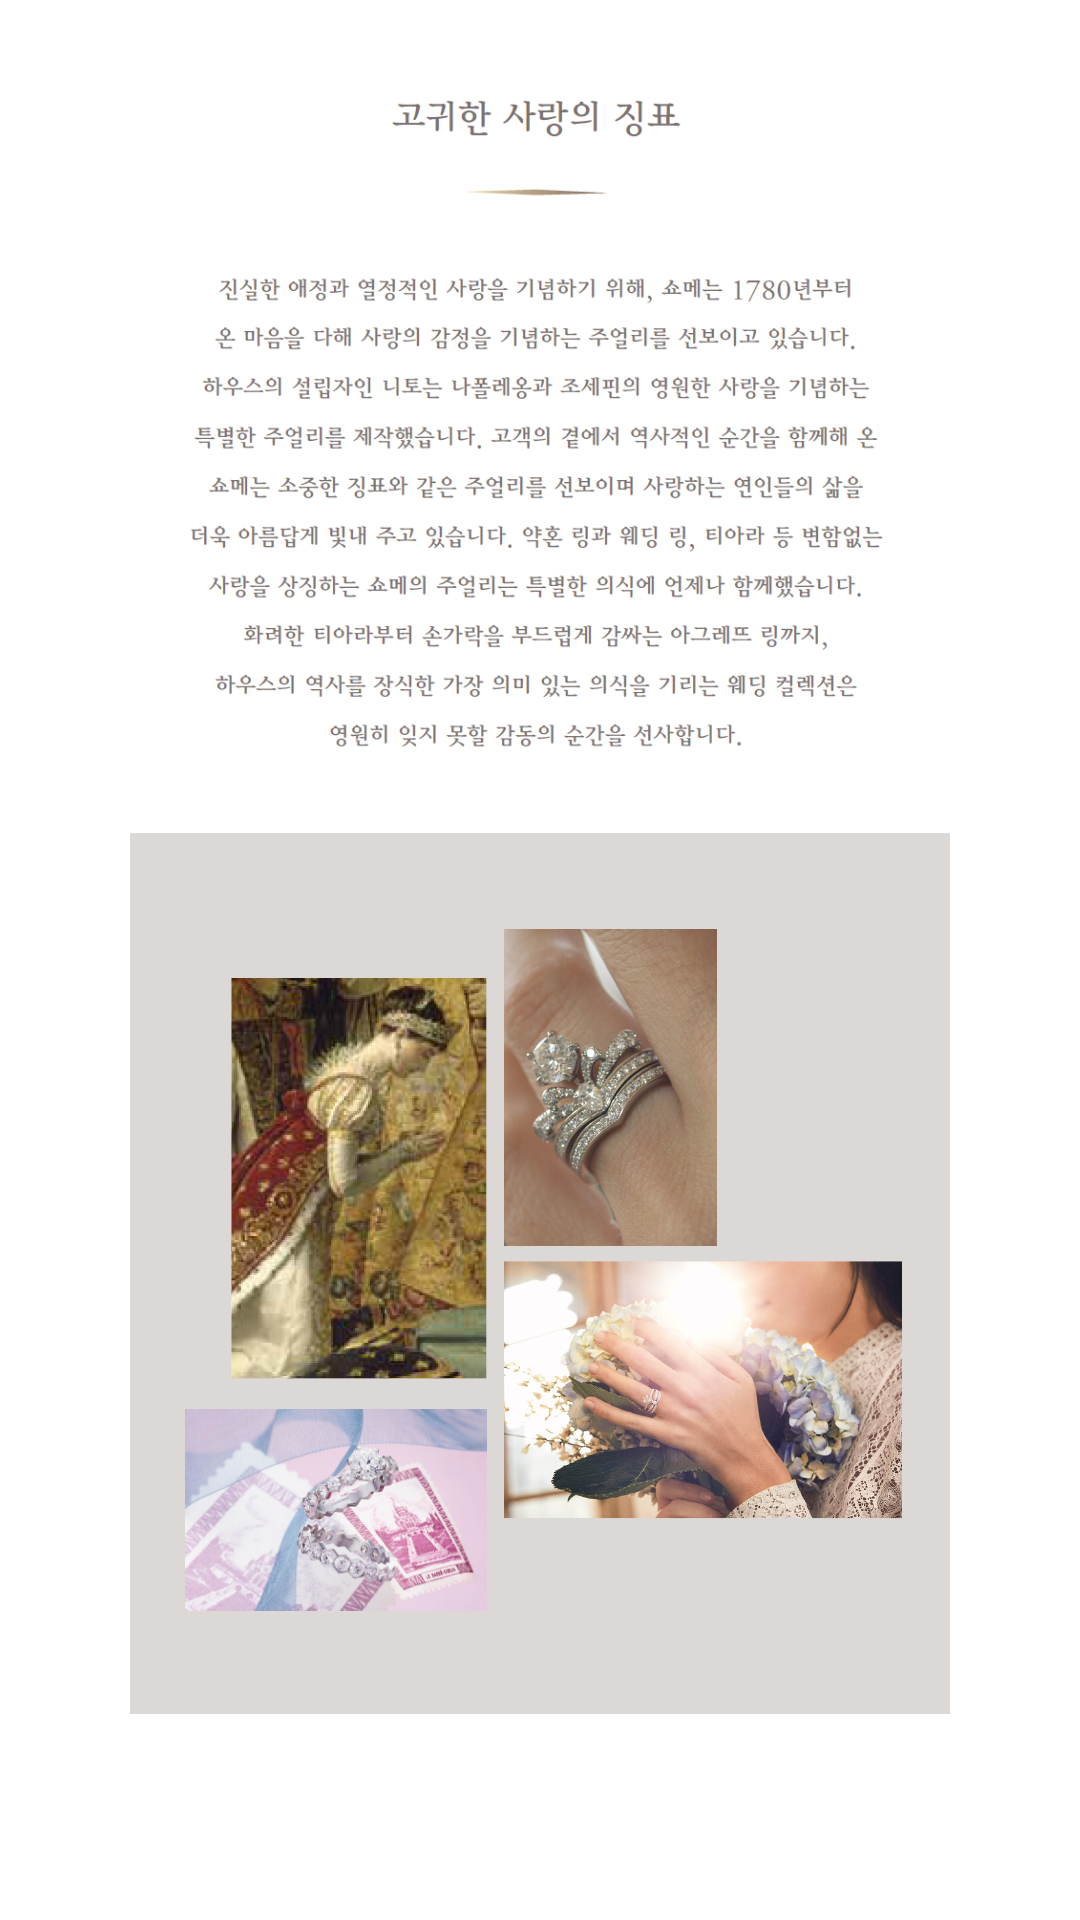 고귀한 사랑의 징표
진실한 애정과 열정적인 사랑을 기념하기 위해, 쇼메는 1780년부터
온 마음을 다해 사랑의 감정을 기념하는 주얼리를 선보이고 있습니다.
하우스의 설립자인 니토는 나폴레옹과 조세핀의 영원한 사랑을 기념하는
특별한 주얼리를 제작했습니다. 고객의 곁에서 역사적인 순간을 함께해 온
쇼메는 소중한 징표와 같은 주얼리를 선보이며 사랑하는 연인들의 삶을
더욱 아름답게 빛내 주고 있습니다. 약혼 링과 웨딩 링, 티아라 등 변함없는
사랑을 상징하는 쇼메의 주얼리는 특별한 의식에 언제나 함께했습니다.
화려한 티아라부터 손가락을 부드럽게 감싸는 아그레뜨 링까지,
하우스의 역사를 장식한 가장 의미 있는 의식을 기리는 웨딩 컬렉션은
영원히 잊지 못할 감동의 순간을 선사합니다.